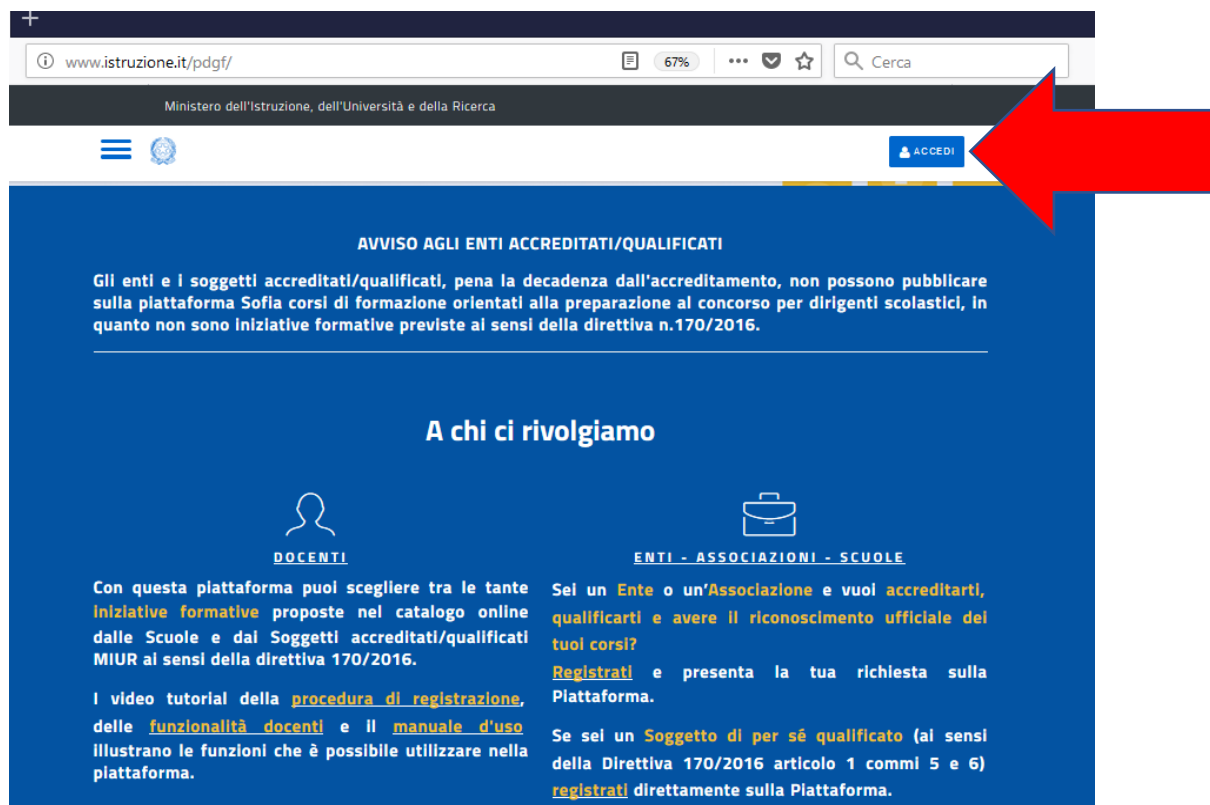 www.istruzione.it/pdgf/
67%
Cerca
Ministero dell'Istruzione, dell'Università e della Ricerca
ACCEDI
AVVISO AGLI ENTI ACCREDITATI/QUALIFICATI
Gli enti e i soggetti accreditati/qualificati, pena la decadenza dall'accreditamento, non possono pubblicare
sulla piattaforma Sofia corsi di formazione orientati alla preparazione al concorso per dirigenti scolastici, in
quanto non sono iniziative formative previste ai sensi della direttiva n.170/2016.
A chi ci rivolgiamo
DOCENTI
Con questa piattaforma puoi scegliere tra le tante
iniziative formative proposte nel catalogo online
dalle Scuole e dai Soggetti accreditati/qualificati
MIUR ai sensi della direttiva 170/2016.
I video tutorial della procedura di registrazione,
delle funzionalità docenti e il manuale d'uso
illustrano le funzioni che è possibile utilizzare nella
piattaforma.
ENTI - ASSOCIAZIONI - SCUOLE
Sei un Ente o un'Associazione e vuoi accreditarti,
qualificarti e avere il riconoscimento ufficiale dei
tuoi corsi?
Registrati e presenta la tua richiesta sulla
Piattaforma.
Se sei un Soggetto di per sé qualificato (ai sensi
della Direttiva 170/2016 articolo 1 commi 5 e 6)
registrati direttamente sulla Piattaforma.